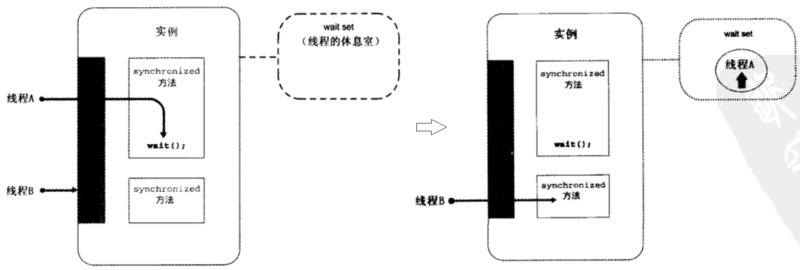 实例
wait set
（线程的休息室）
synchronized
方法
线程A
wait();
线程B
synchronized
方法
实例
wait set
线程A
synchronized
方法
wait();
synchronized
方法
线程B